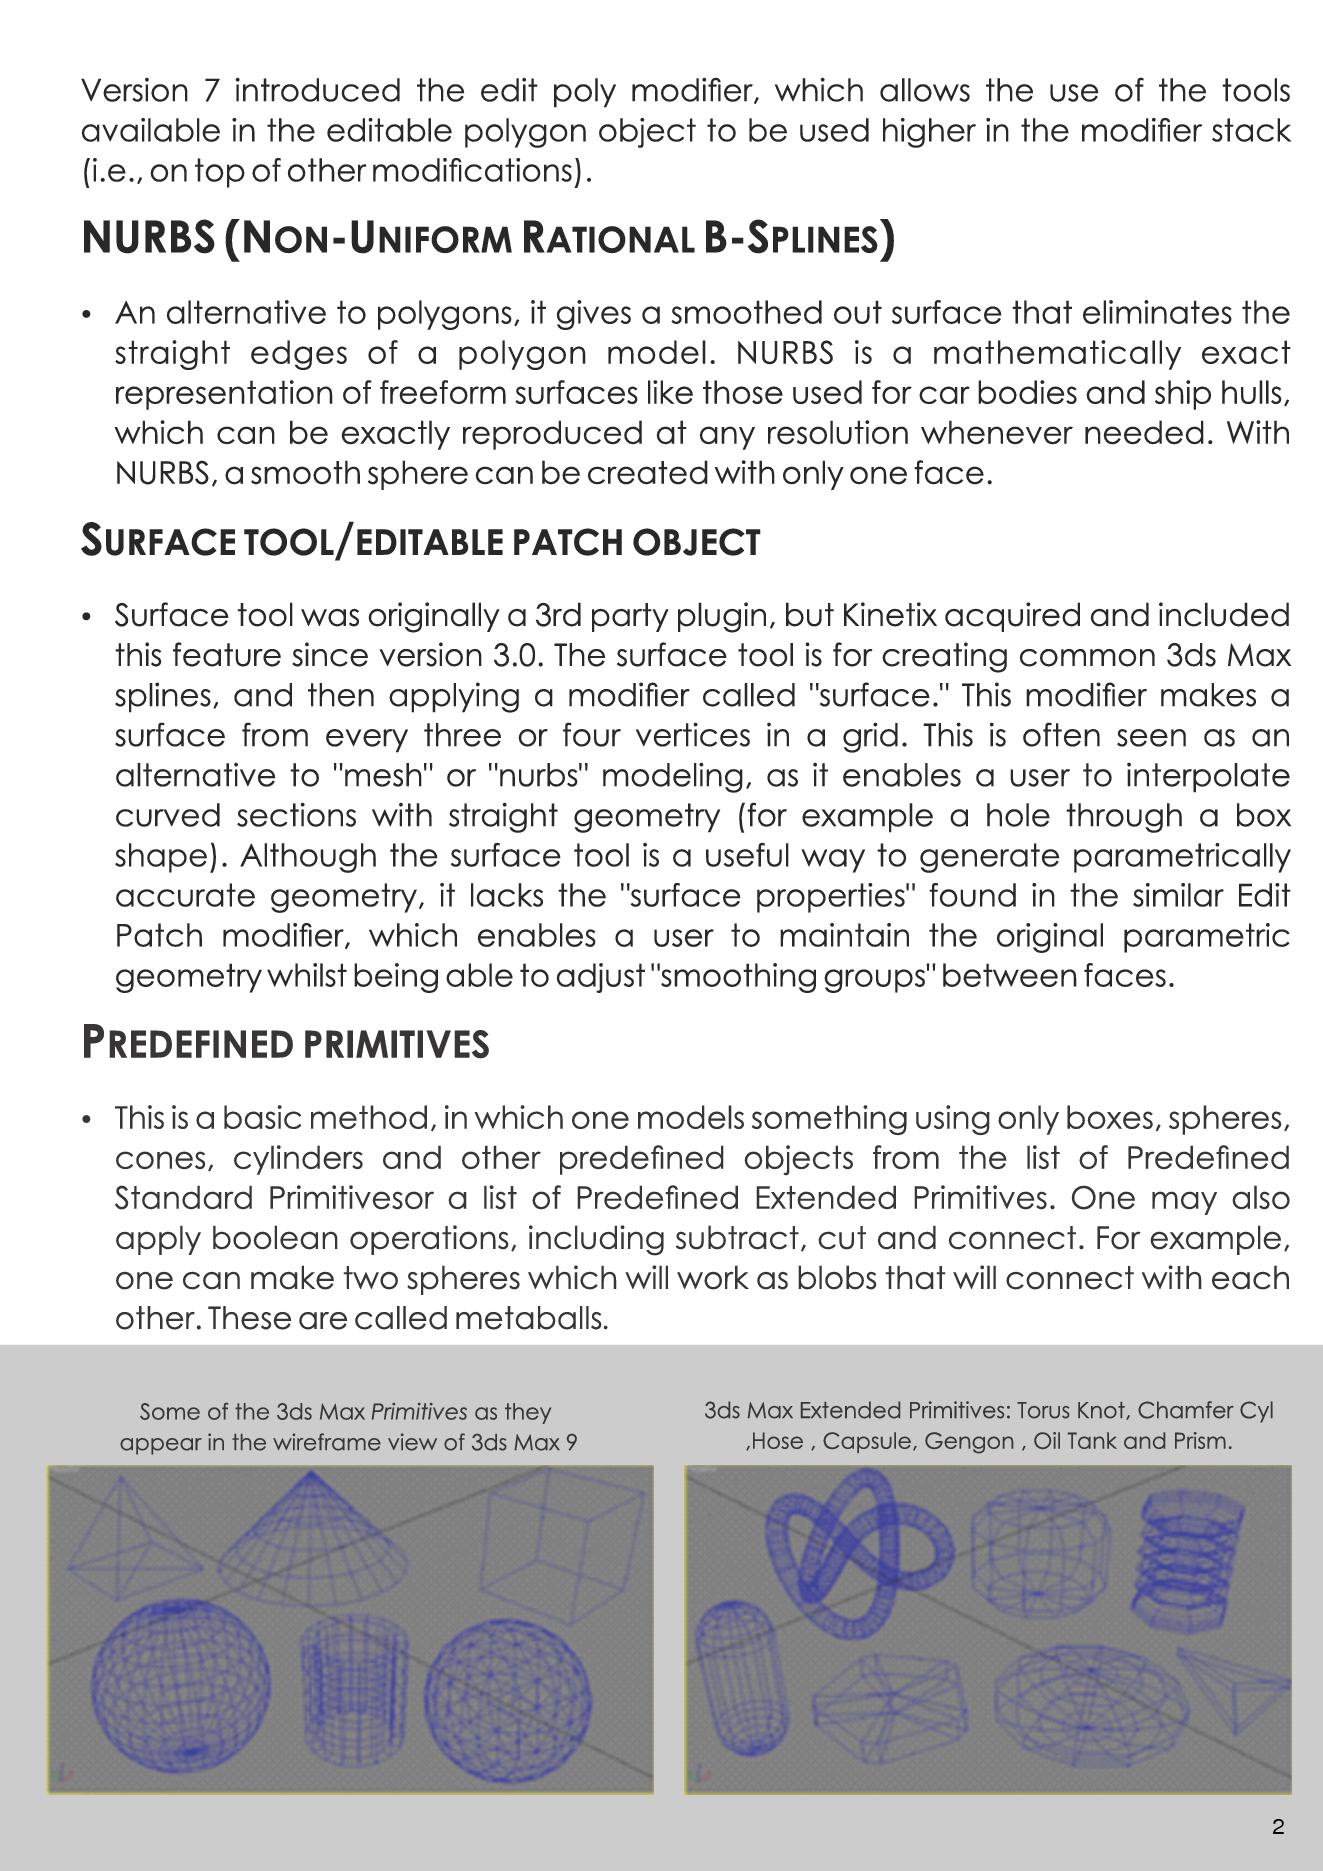 Version 7 introduced the edit poly modifier, which allows the use of the tools
available in the editable polygon object to be used higher in the modifier stack
(i.e., on top of other modifications).
NURBS (Non-Uniform Rational B-Splines)
• An alternative to polygons, it gives a smoothed out surface that eliminates the
straight edges of a polygon model. NURBS is a mathematically exact
representation of freeform surfaces like those used for car bodies and ship hulls,
which can be exactly reproduced at any resolution whenever needed. With
NURBS, a smooth sphere can be created with only one face.
Surface tool/editable patch object
• Surface tool was originally a 3rd party plugin, but Kinetix acquired and included
this feature since version 3.0. The surface tool is for creating common 3ds Max
splines, and then applying a modifier called "surface." This modifier makes a
surface from every three or four vertices in a grid. This is often seen as an
alternative to "mesh" or "nurbs" modeling, as it enables a user to interpolate
curved sections with straight geometry (for example a hole through a box
shape). Although the surface tool is a useful way to generate parametrically
accurate geometry, it lacks the "surface properties" found in the similar Edit
Patch modifier, which enables a user to maintain the original parametric
geometry whilst being able to adjust "smoothing groups" between faces.
Predefined primitives
• This is a basic method, in which one models something using only boxes, spheres,
cones, cylinders and other predefined objects from the list of Predefined
Standard Primitivesor a list of Predefined Extended Primitives. One may also
apply boolean operations, including subtract, cut and connect. For example,
one can make two spheres which will work as blobs that will connect with each
other. These are called metaballs.
Some of the 3ds Max Primitives as they
appear in the wireframe view of 3ds Max 9
3ds Max Extended Primitives: Torus Knot, Chamfer Cyl
,Hose , Capsule, Gengon , Oil Tank and Prism.
2